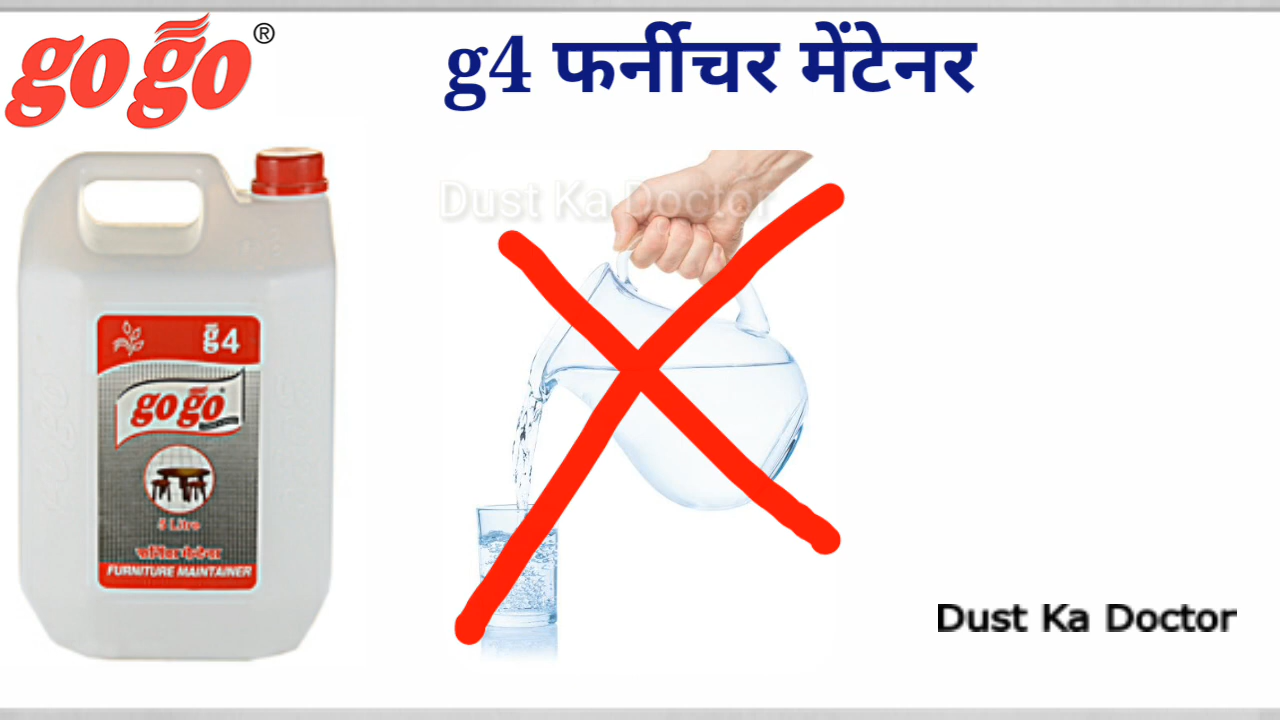 gogo®
g4 फर्नीचर मेंटेनर
Dust Ka Doctor
g4
gogo
5 Litre
फर्नीचर मेंटेनर
FURNITURE MAINTAINER
Dust Ka Doctor